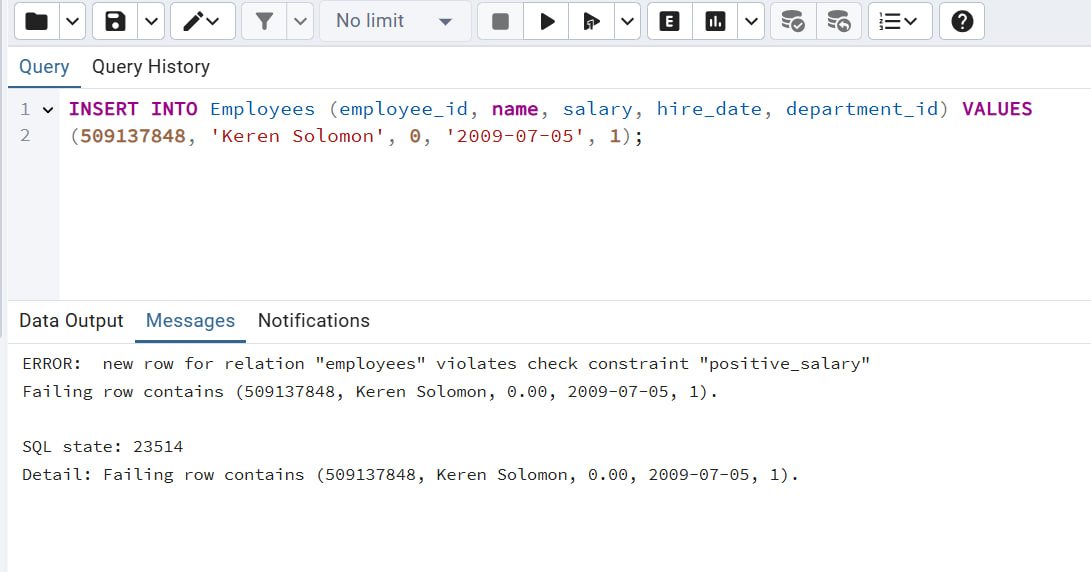 No limit
Query Query History
1 INSERT INTO Employees (employee_id, name, salary, hire_date, department_id) VALUES
2 (509137848, 'Keren Solomon', 0, '2009-07-05', 1);
Data Output Messages Notifications
ERROR:  new row for relation "employees" violates check constraint "positive_salary"
Failing row contains (509137848, Keren Solomon, 0.00, 2009-07-05, 1).
SQL state: 23514
Detail: Failing row contains (509137848, Keren Solomon, 0.00, 2009-07-05, 1).